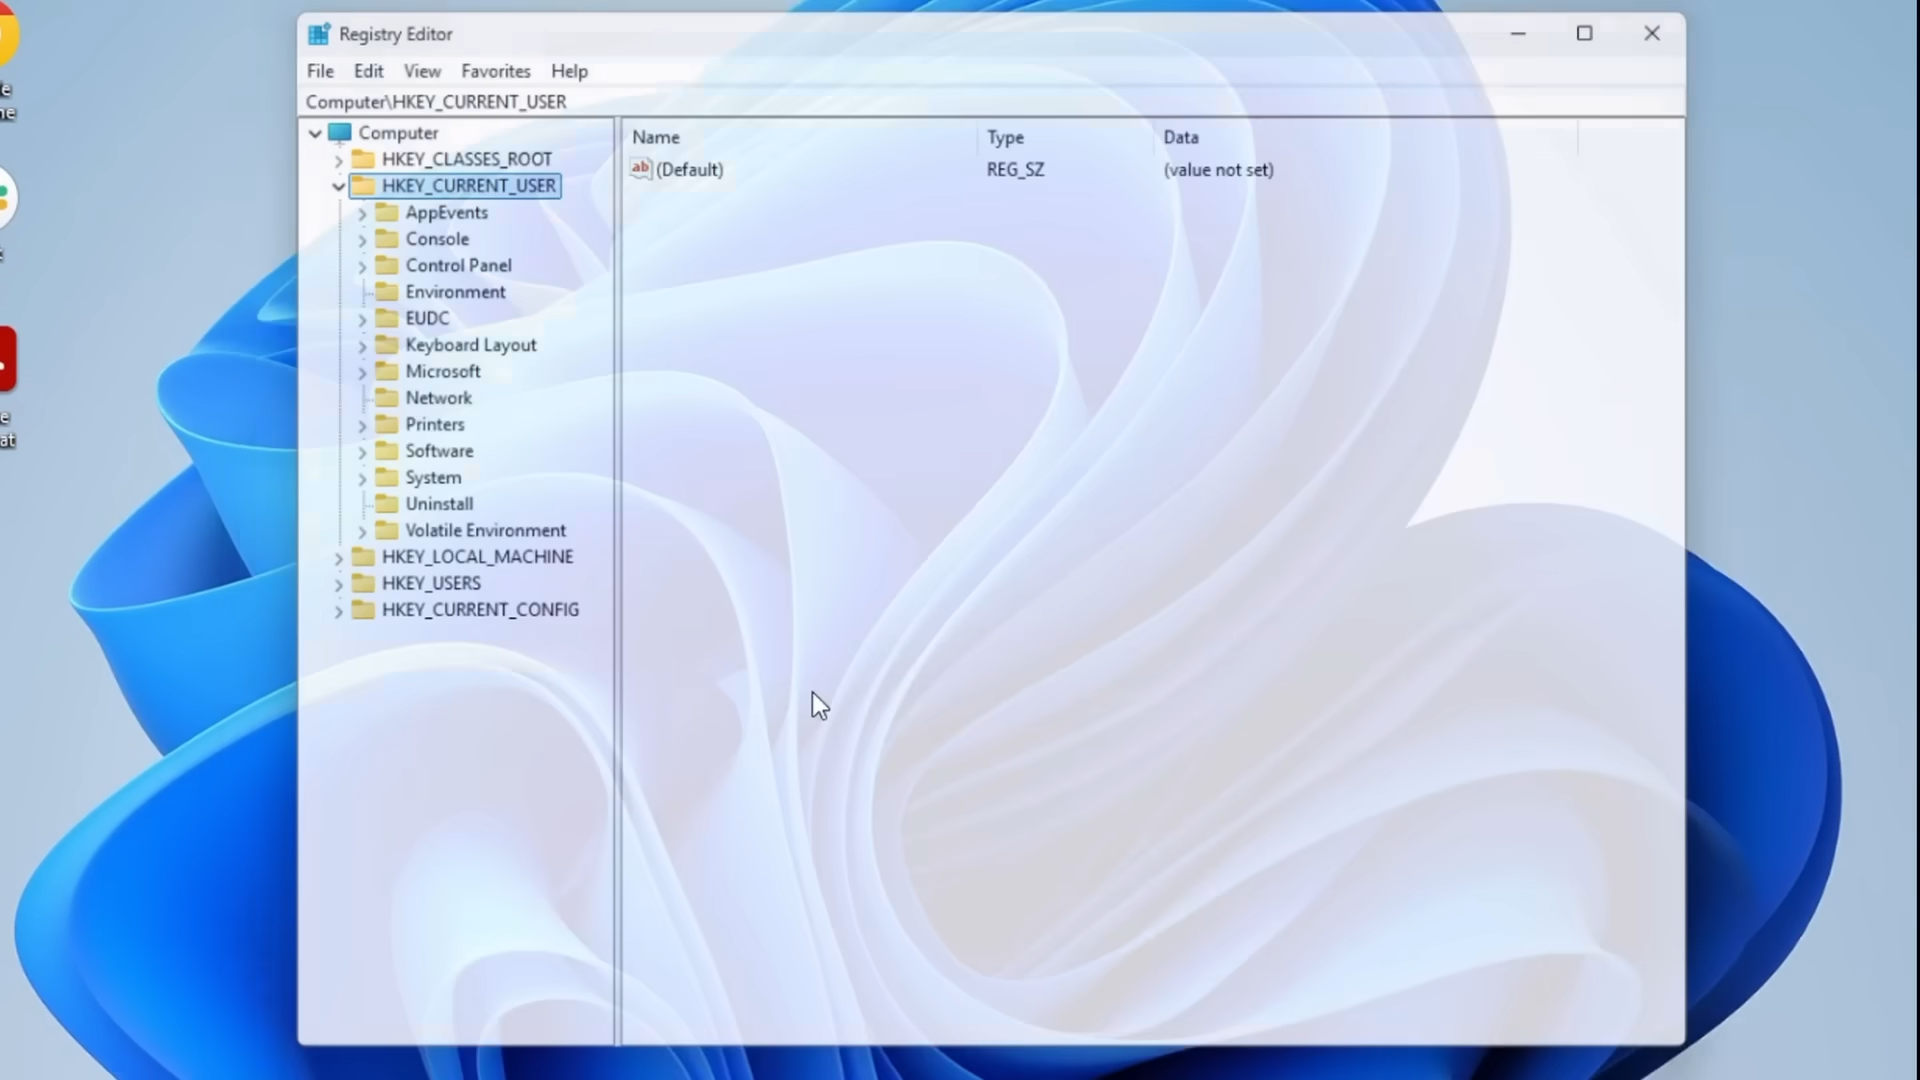 Registry Editor
File Edit View Favorites Help
Computer\HKEY_CURRENT_USER
Computer
HKEY_CLASSES_ROOT
HKEY_CURRENT_USER
AppEvents
Console
Control Panel
Environment
EUDC
Keyboard Layout
Microsoft
Network
Printers
Software
System
Uninstall
Volatile Environment
HKEY_LOCAL_MACHINE
HKEY_USERS
HKEY_CURRENT_CONFIG
Name Type Data
ab (Default) REG_SZ (value not set)